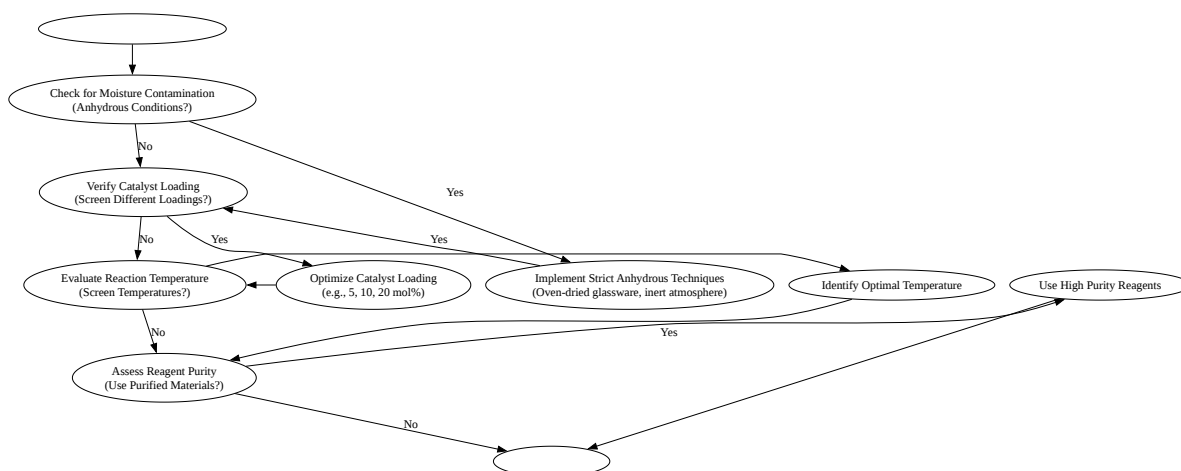 Check for Moisture Contamination
(Anhydrous Conditions?)
No
Yes
Verify Catalyst Loading
(Screen Different Loadings?)
No
Yes
Yes
Evaluate Reaction Temperature
(Screen Temperatures?)
Optimize Catalyst Loading
(e.g., 5, 10, 20 mol%)
Implement Strict Anhydrous Techniques
(Oven-dried glassware, inert atmosphere)
Identify Optimal Temperature
Use High Purity Reagents
No
Yes
Assess Reagent Purity
(Use Purified Materials?)
No